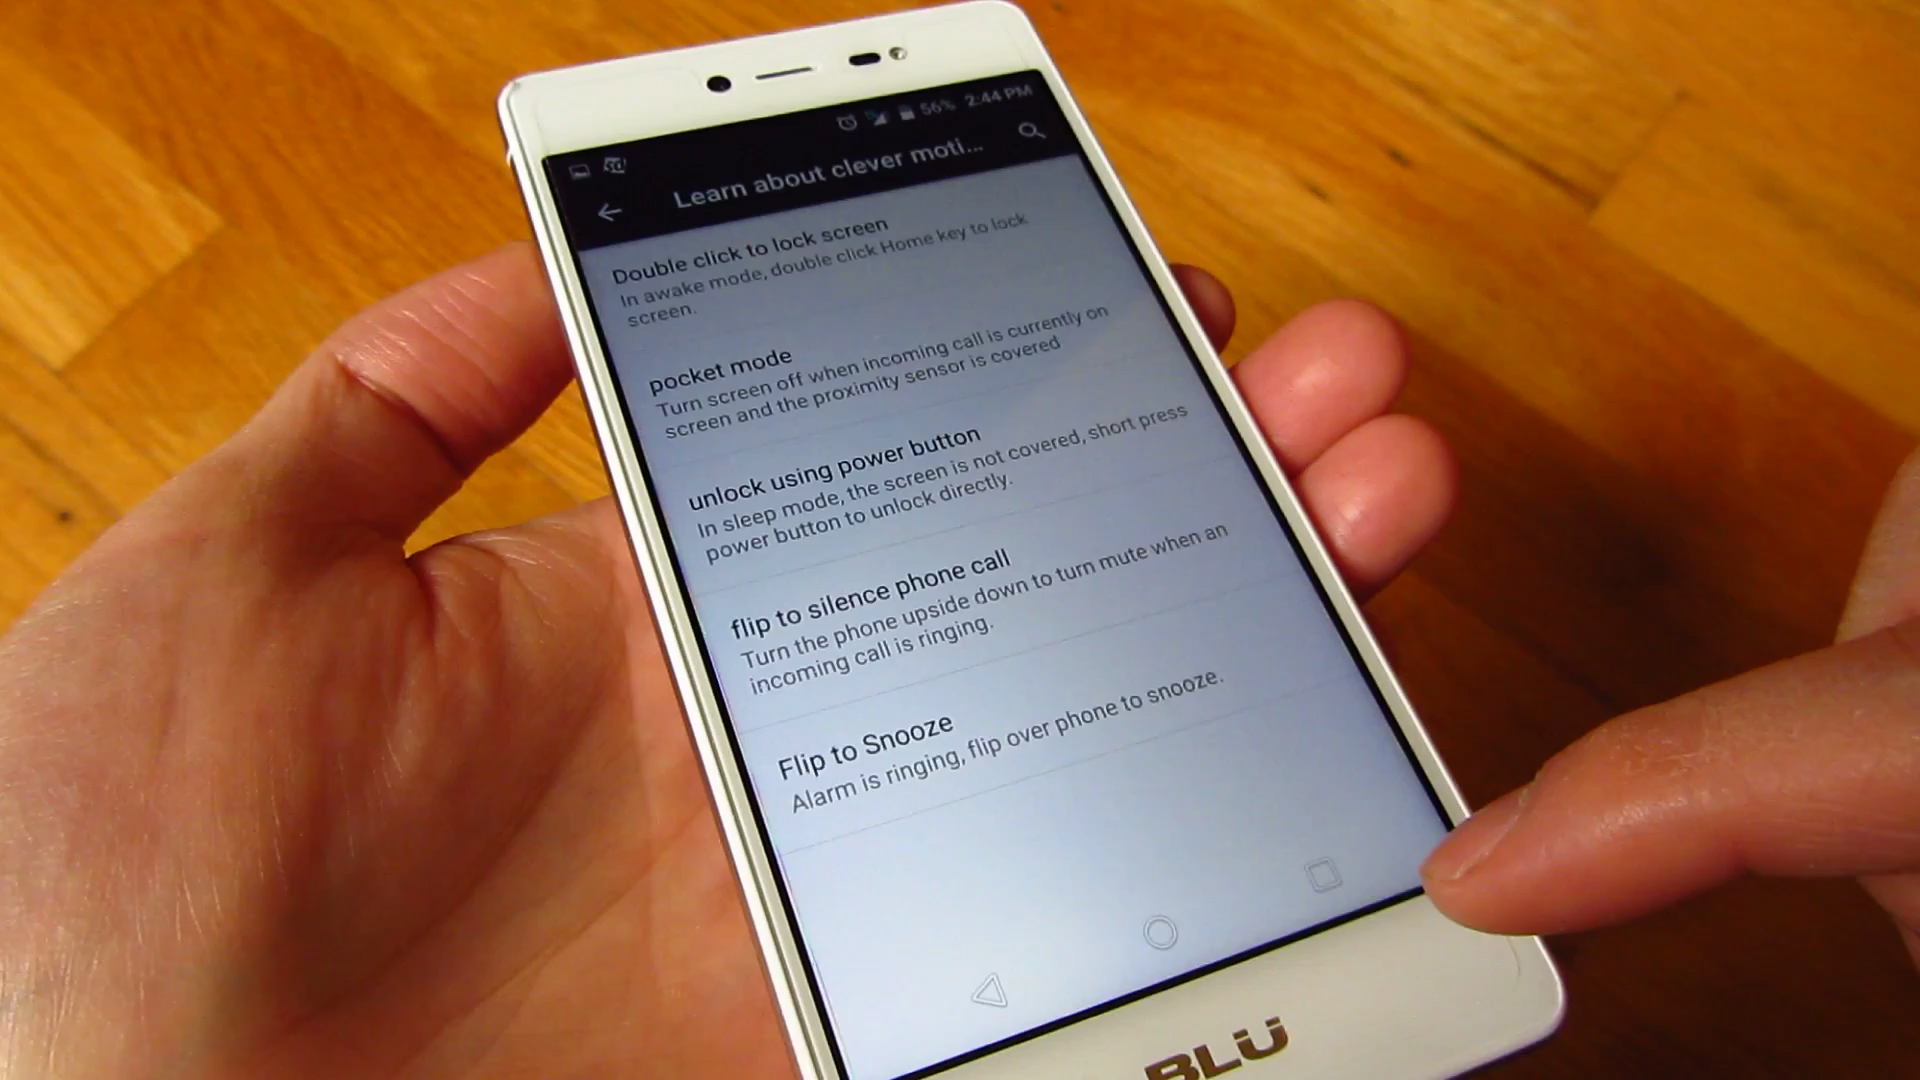 56% 2:44 PM
Learn about clever moti...
Double click to lock screen
In awake mode, double click Home key to lock
screen.
pocket mode
Turn screen off when incoming call is currently on
screen and the proximity sensor is covered
unlock using power button
In sleep mode, the screen is not covered, short press
power button to unlock directly.
flip to silence phone call
Turn the phone upside down to turn mute when an
incoming call is ringing.
Flip to Snooze
Alarm is ringing, flip over phone to snooze.
BLU